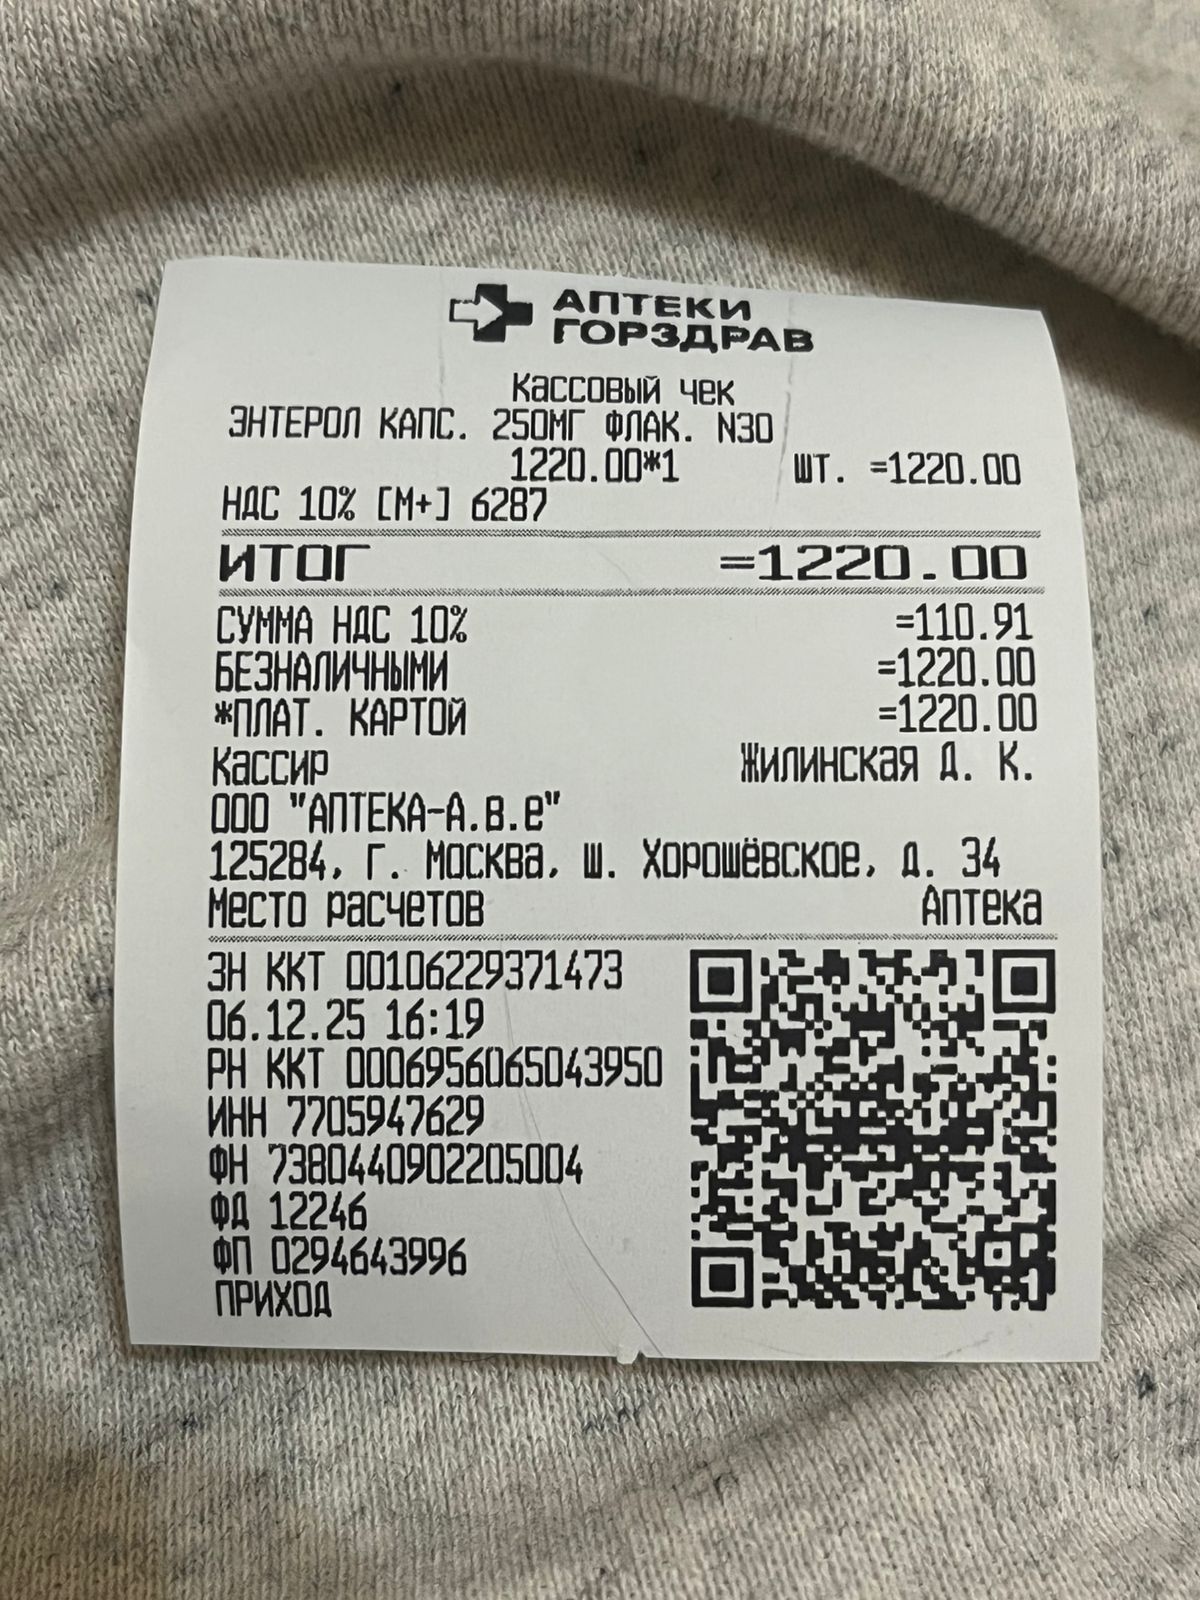 АПТЕКИ
ГОРЗДРАВ
Кассовый чек
ЭНТЕРОЛ КАПС. 250МГ ФЛАК. N30
1220.00*1 ШТ. =1220.00
НДС 10% [М+] 6287
ИТОГ =1220.00
СУММА НДС 10% =110.91
БЕЗНАЛИЧНЫМИ =1220.00
*ПЛАТ. КАРТОЙ =1220.00
Кассир Жилинская Д. К.
ООО "АПТЕКА-А.в.е"
125284, Г. Москва, ш. Хорошёвское, д. 34
Место расчетов Аптека
ЗН ККТ 00106229371473
06.12.25 16:19
РН ККТ 0006956065043950
ИНН 7705947629
ФН 7380440902205004
ФД 12246
ФП 0294643996
ПРИХОД